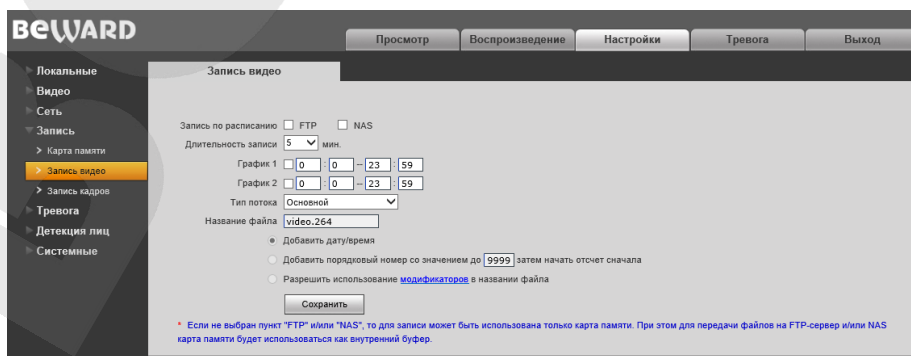 BEWARD
Просмотр Воспроизведение Настройки Тревога Выход
Локальные
Видео
Сеть
Запись
> Карта памяти
> Запись видео
> Запись кадров
Тревога
Детекция лиц
Системные
Запись видео
Запись по расписанию FTP NAS
Длительность записи 5 мин.
График 1 0 : 0 – 23 : 59
График 2 0 : 0 – 23 : 59
Тип потока Основной
Название файла video.264
Добавить дату/время
Добавить порядковый номер со значением до 9999 затем начать отсчет сначала
Разрешить использование модификаторов в названии файла
Сохранить
* Если не выбран пункт "FTP" и/или "NAS", то для записи может быть использована только карта памяти. При этом для передачи файлов на FTP-сервер и/или NAS
карта памяти будет использоваться как внутренний буфер.